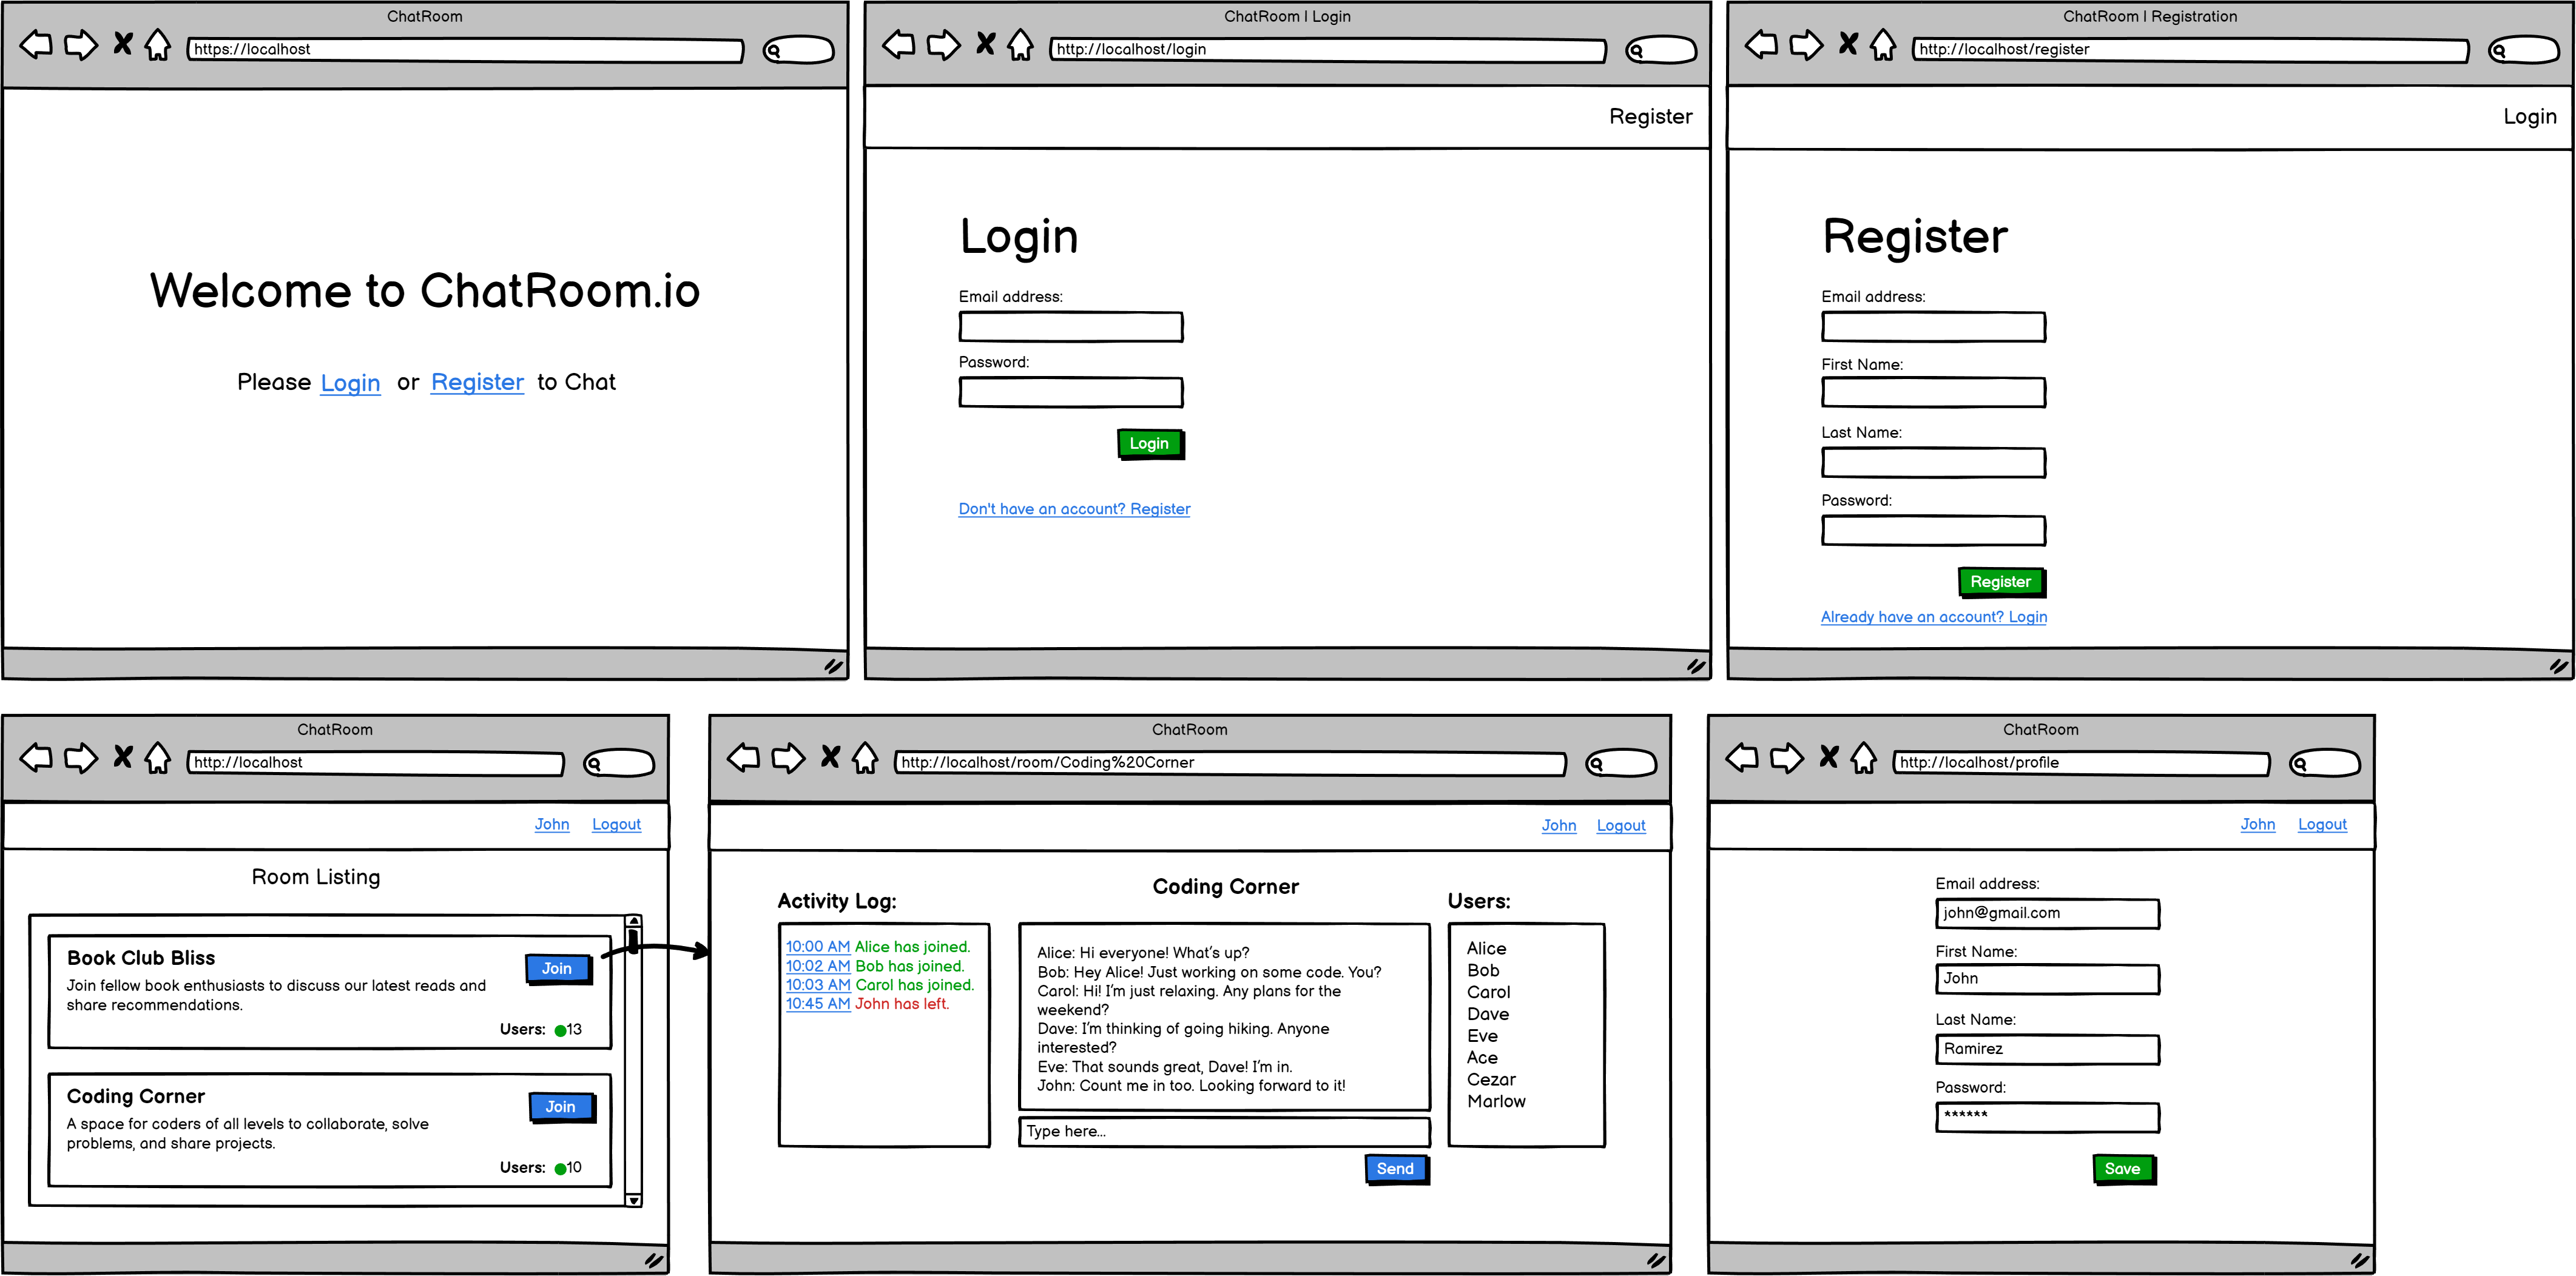 ChatRoom
https://localhost
Welcome to ChatRoom.io
Please Login or Register to Chat
ChatRoom | Login
http://localhost/login
Register
Login
Email address:
Password:
Login
Don't have an account? Register
ChatRoom | Registration
http://localhost/register
Login
Register
Email address:
First Name:
Last Name:
Password:
Register
Already have an account? Login
ChatRoom
http://localhost
John Logout
Room Listing
Book Club Bliss
Join
Join fellow book enthusiasts to discuss our latest reads and
share recommendations.
Users: 13
Coding Corner
Join
A space for coders of all levels to collaborate, solve
problems, and share projects.
Users: 10
ChatRoom
http://localhost/room/Coding%20Corner
John Logout
Activity Log:
10:00 AM Alice has joined.
10:02 AM Bob has joined.
10:03 AM Carol has joined.
10:45 AM John has left.
Coding Corner
Alice: Hi everyone! What's up?
Bob: Hey Alice! Just working on some code. You?
Carol: Hi! I'm just relaxing. Any plans for the
weekend?
Dave: I'm thinking of going hiking. Anyone
interested?
Eve: That sounds great, Dave! I'm in.
John: Count me in too. Looking forward to it!
Type here...
Send
Users:
Alice
Bob
Carol
Dave
Eve
Ace
Cezar
Marlow
ChatRoom
http://localhost/profile
John Logout
Email address:
john@gmail.com
First Name:
John
Last Name:
Ramirez
Password:
******
Save